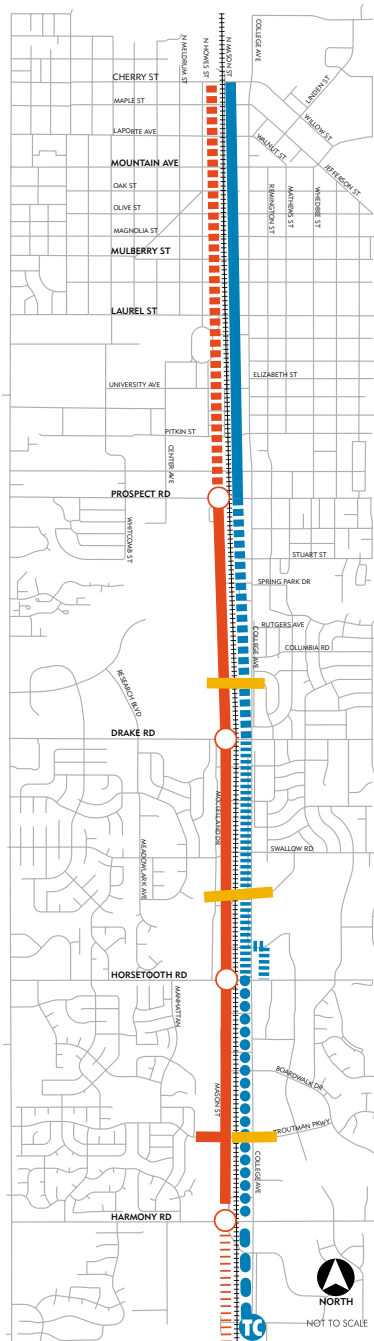 COLLEGE AVE
N MELDRUM ST
N HOWES ST
N MASON ST
CHERRY ST
LINDEN ST
MAPLE ST
WILLOW ST
LAPORTE AVE
WALNUT ST
MOUNTAIN AVE
JEFFERSON ST
OAK ST
REMINGTON ST
MATHEWS ST
WHEDBEE ST
OLIVE ST
MAGNOLIA ST
MULBERRY ST
LAUREL ST
ELIZABETH ST
UNIVERSITY AVE
PITKIN ST
CENTER AVE
PROSPECT RD
WHITCOMB ST
STUART ST
SPRING PARK DR
RUTGERS AVE
COLLEGE AVE
COLUMBIA RD
RESEARCH BLVD
DRAKE RD
MCCLELLAND DR
MEADOWLARK AVE
SWALLOW RD
HORSETOOTH RD
MANHATTAN
MASON ST
BOARDWALK DR
TROUTMAN PKWY
COLLEGE AVE
HARMONY RD
TC
NORTH
NOT TO SCALE